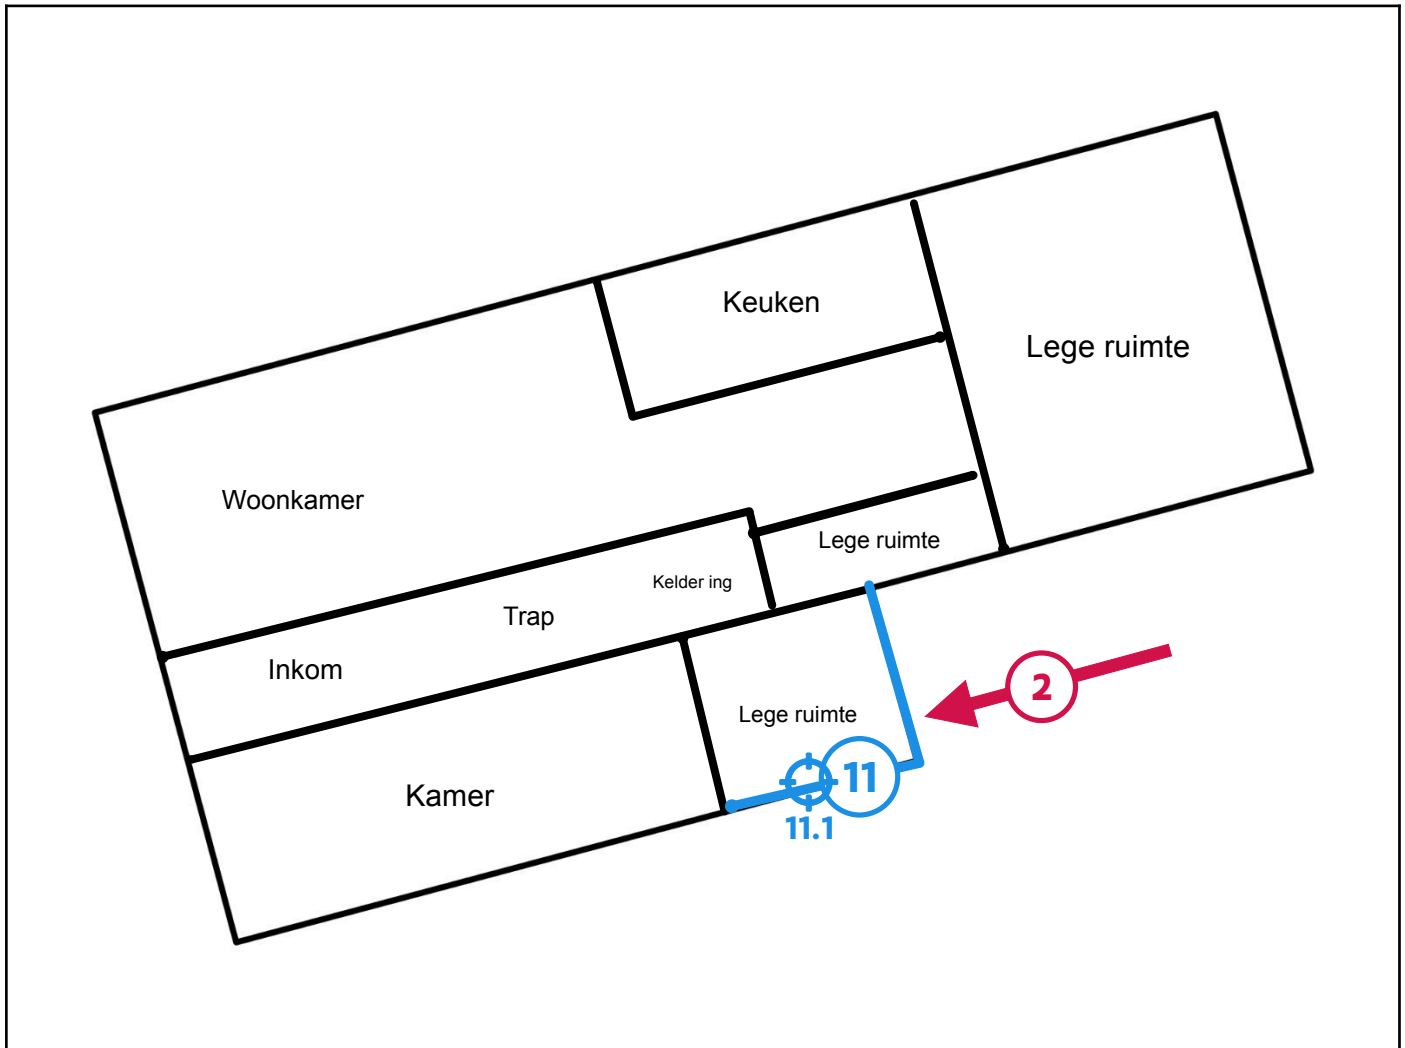 Keuken
Lege ruimte
Woonkamer
Lege ruimte
Kelder ing
Trap
Inkom
2
Lege ruimte
11
Kamer
11.1